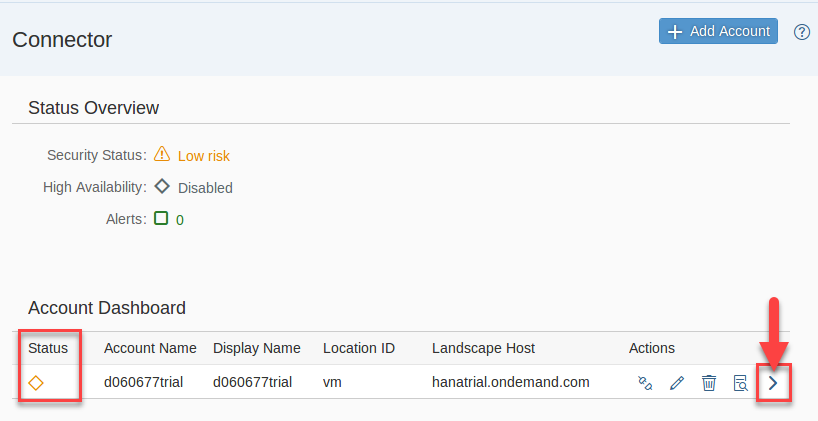 Connector
Add Account
Status Overview
Security Status: Low risk
High Availability: Disabled
Alerts: 0
Account Dashboard
Status Account Name Display Name Location ID Landscape Host Actions
d060677trial d060677trial vm hanatrial.ondemand.com